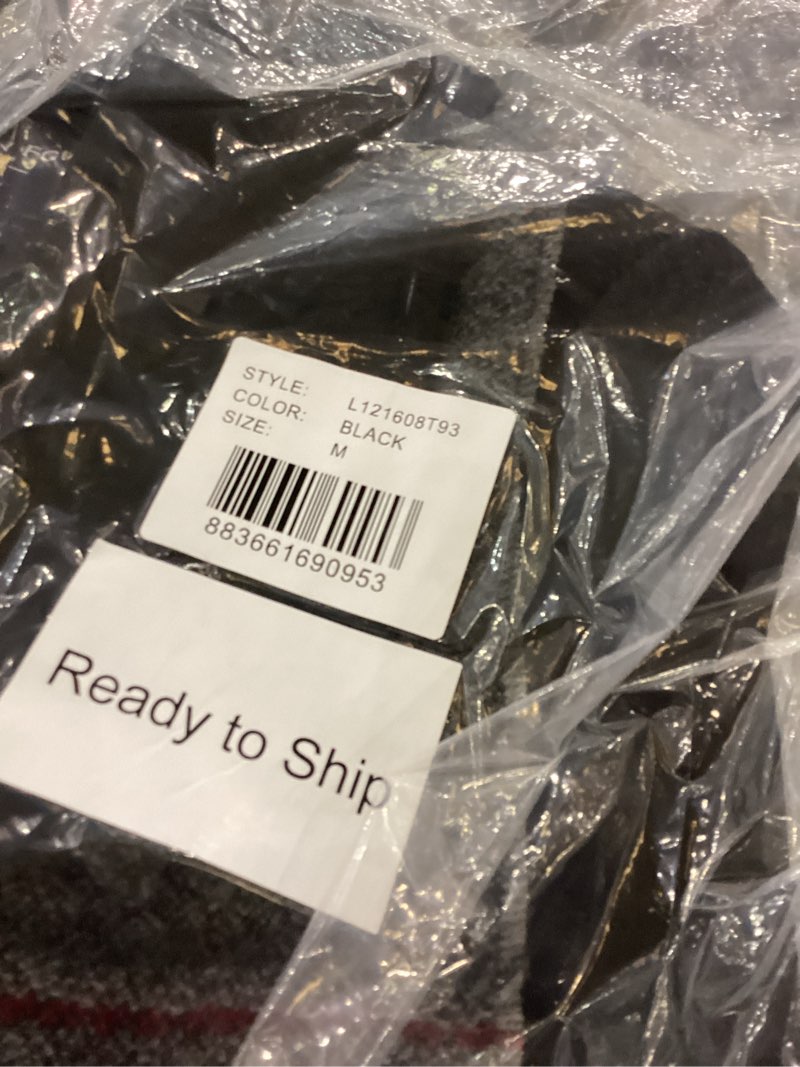 STYLE: L121608T93
COLOR: BLACK
SIZE: M
883661690953
Ready to Ship